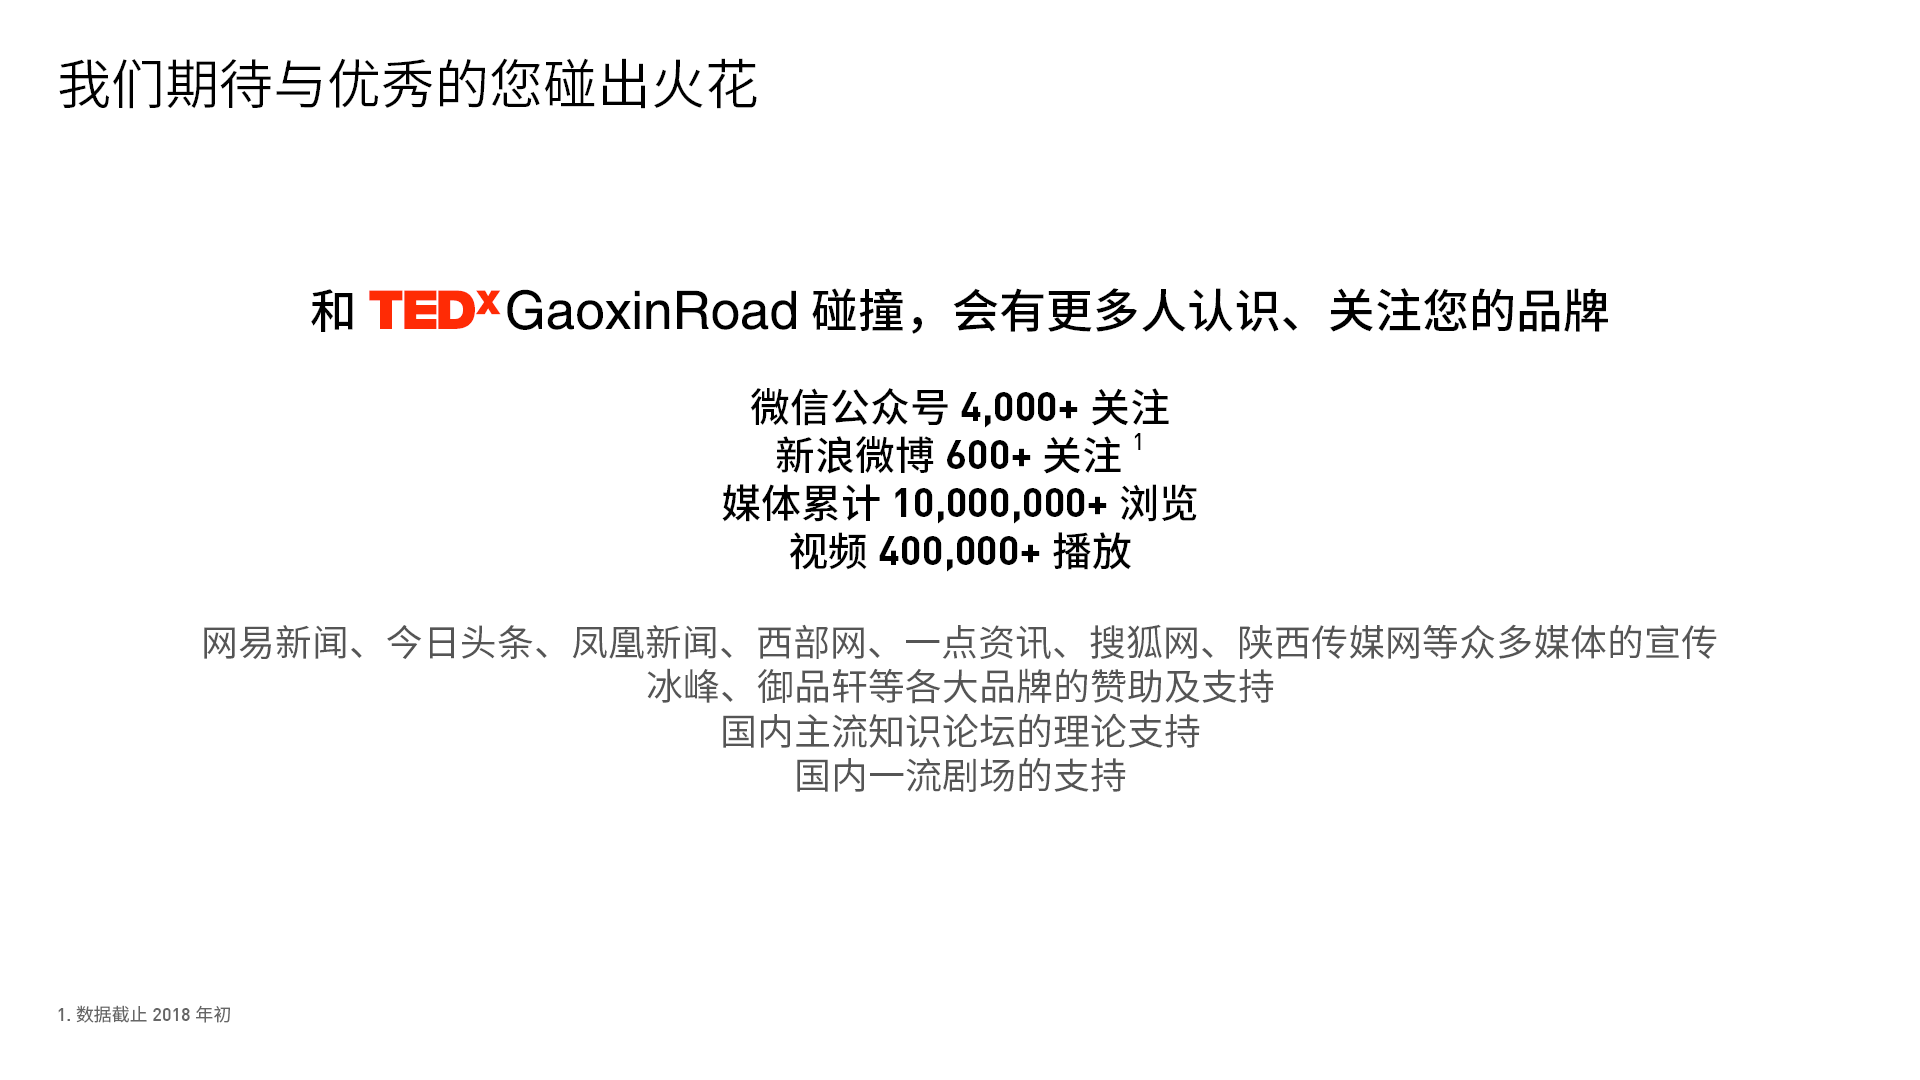 我们期待与优秀的您碰出火花
和 TEDx GaoxinRoad 碰撞，会有更多人认识、关注您的品牌
微信公众号 4,000+ 关注
新浪微博 600+ 关注 1
媒体累计 10,000,000+ 浏览
视频 400,000+ 播放
网易新闻、今日头条、凤凰新闻、西部网、一点资讯、搜狐网、陕西传媒网等众多媒体的宣传
冰峰、御品轩等各大品牌的赞助及支持
国内主流知识论坛的理论支持
国内一流剧场的支持
1. 数据截止 2018 年初